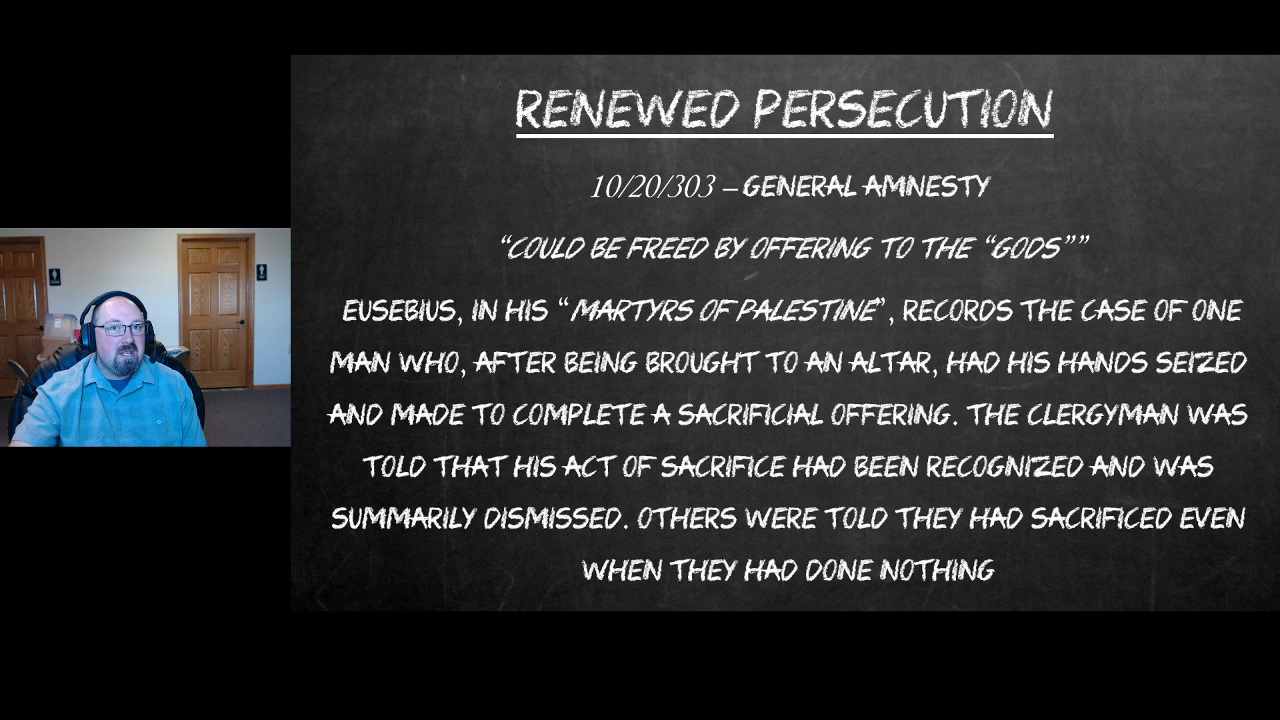 RENEWED PERSECUTION
10/20/303 – GENERAL AMNESTY
“COULD BE FREED BY OFFERING TO THE “GODS””
EUSEBIUS, IN HIS “MARTYRS OF PALESTINE”, RECORDS THE CASE OF ONE
MAN WHO, AFTER BEING BROUGHT TO AN ALTAR, HAD HIS HANDS SEIZED
AND MADE TO COMPLETE A SACRIFICIAL OFFERING. THE CLERGYMAN WAS
TOLD THAT HIS ACT OF SACRIFICE HAD BEEN RECOGNIZED AND WAS
SUMMARILY DISMISSED. OTHERS WERE TOLD THEY HAD SACRIFICED EVEN
WHEN THEY HAD DONE NOTHING